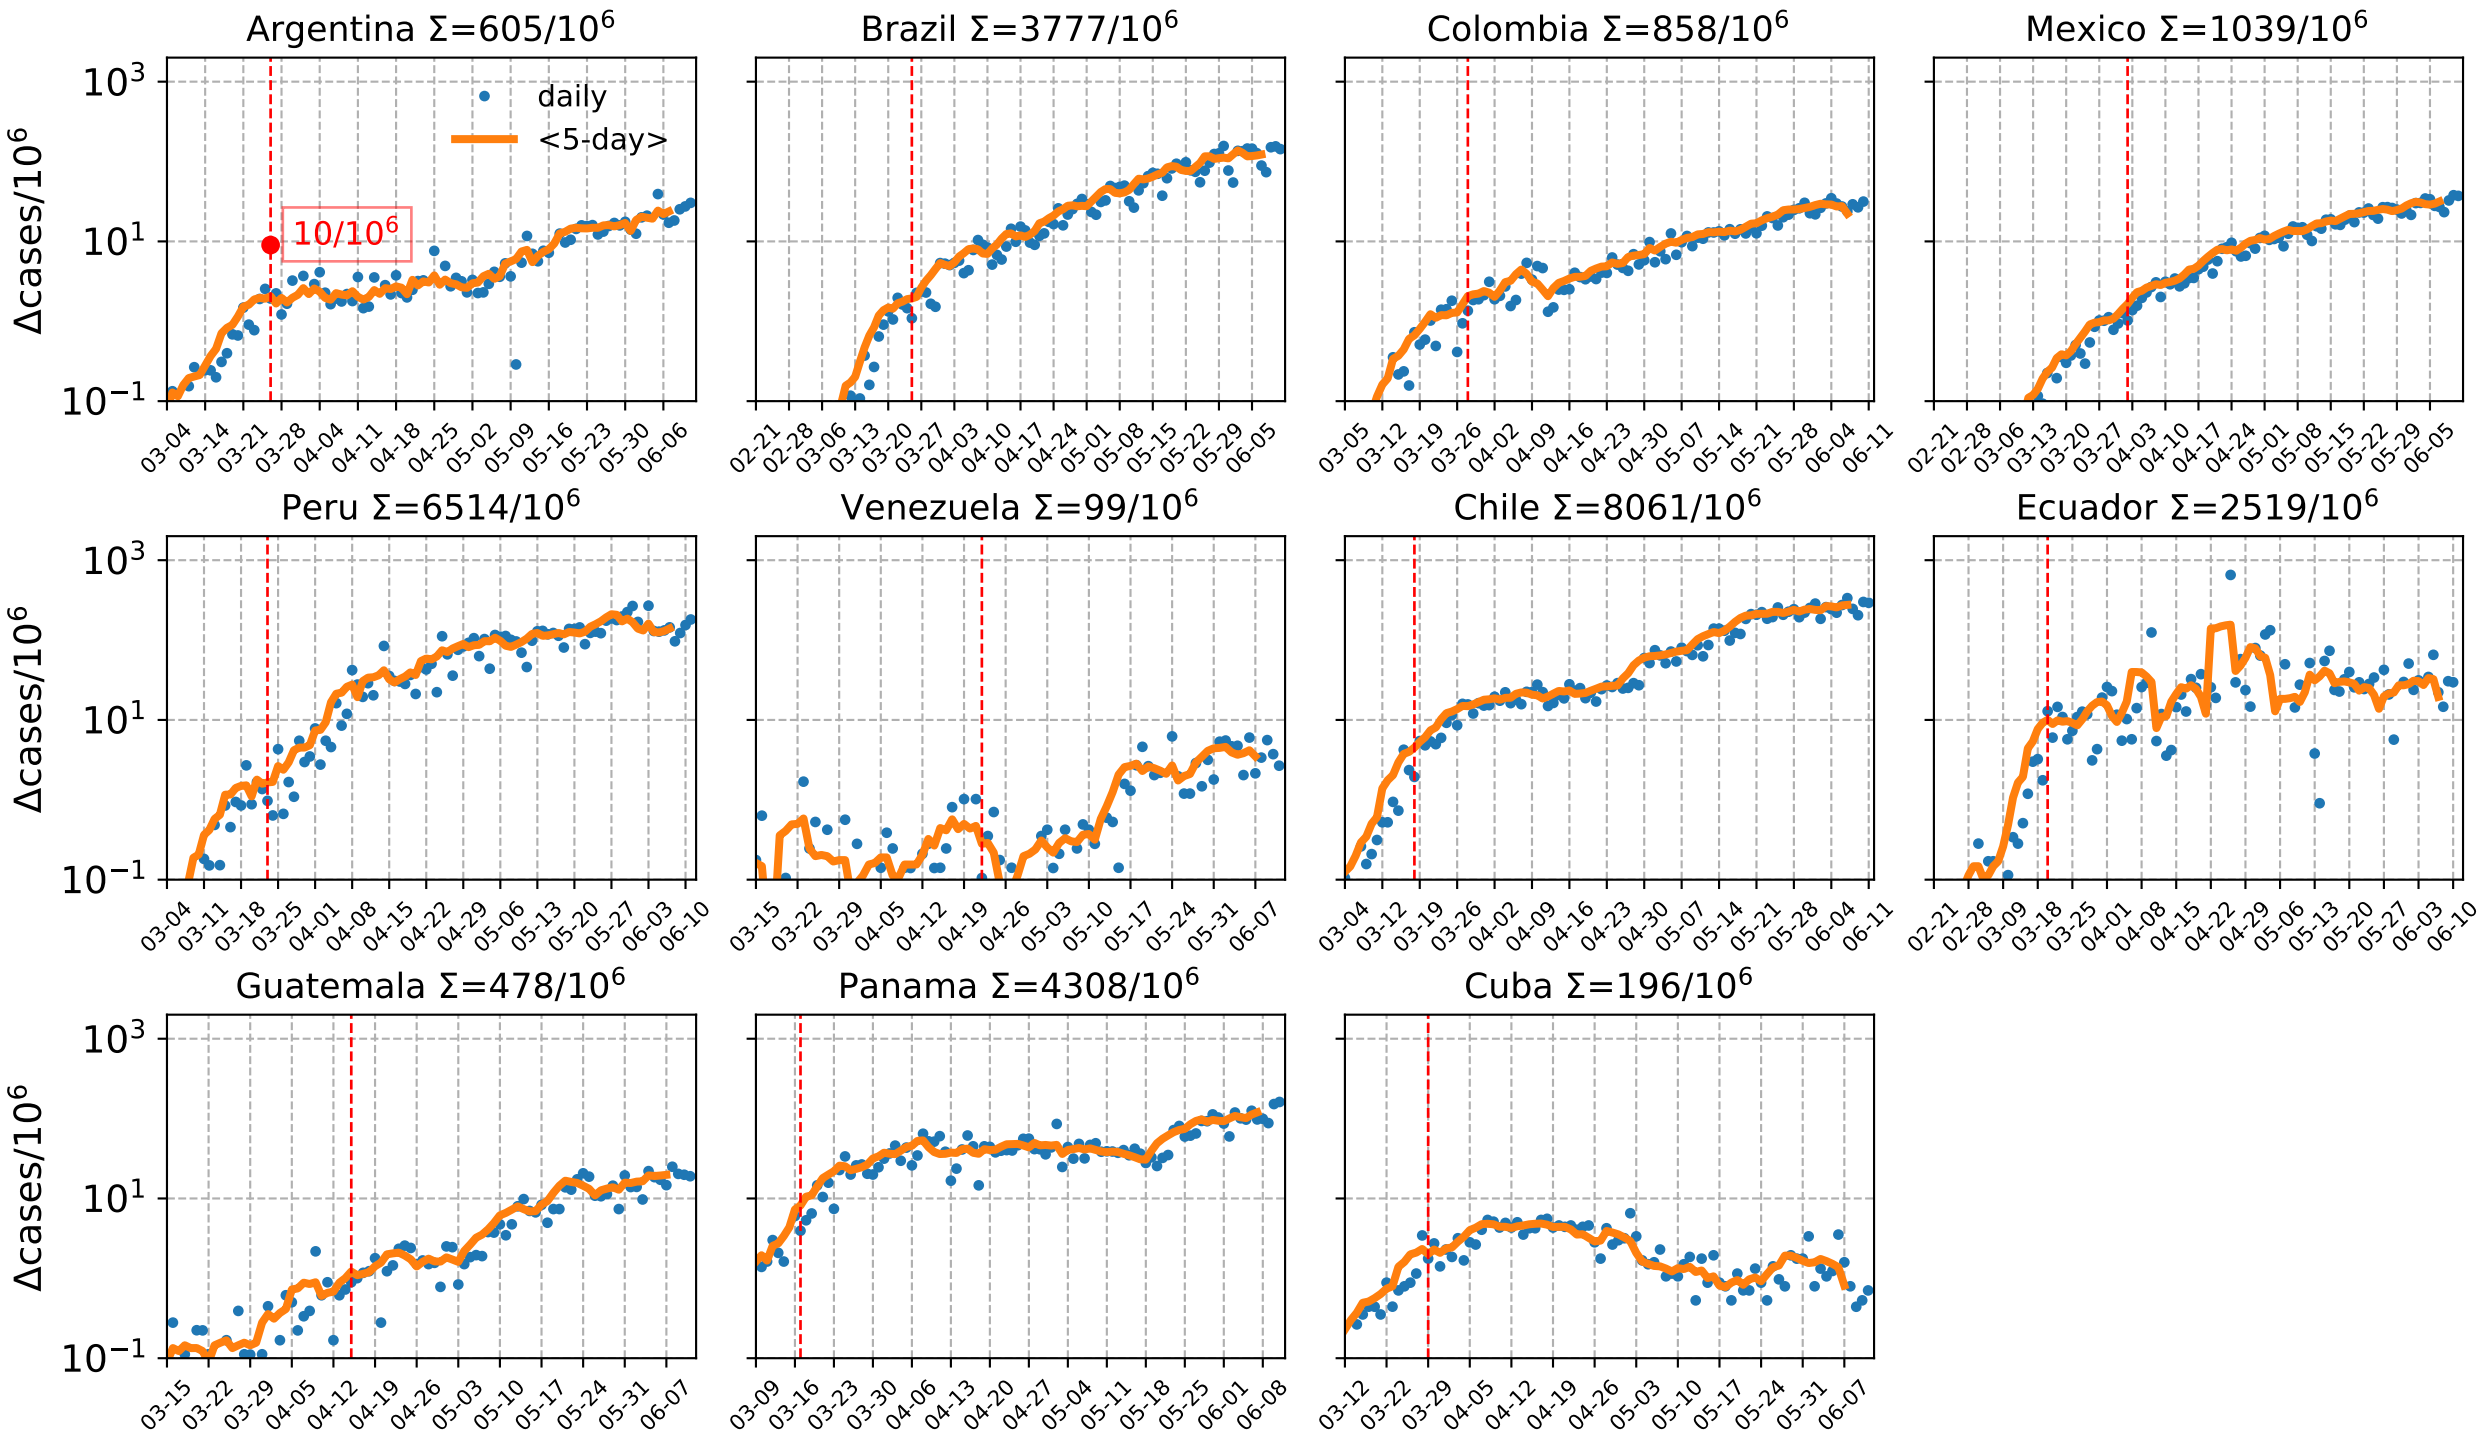 Argentina Σ=605/10⁶
Brazil Σ=3777/10⁶
Colombia Σ=858/10⁶
Mexico Σ=1039/10⁶
Δcases/10⁶
10³
10¹
10⁻¹
daily
<5-day>
10/10⁶
03-04 03-14 03-21 03-28 04-04 04-11 04-18 04-25 05-02 05-09 05-16 05-23 05-30 06-06
02-21 02-28 03-06 03-13 03-20 03-27 04-03 04-10 04-17 04-24 05-01 05-08 05-15 05-22 05-29 06-05
03-05 03-12 03-19 03-26 04-02 04-09 04-16 04-23 04-30 05-07 05-14 05-21 05-28 06-04 06-11
02-21 02-28 03-06 03-13 03-20 03-27 04-03 04-10 04-17 04-24 05-01 05-08 05-15 05-22 05-29 06-05
Peru Σ=6514/10⁶
Venezuela Σ=99/10⁶
Chile Σ=8061/10⁶
Ecuador Σ=2519/10⁶
Δcases/10⁶
10³
10¹
10⁻¹
03-04 03-11 03-18 03-25 04-01 04-08 04-15 04-22 04-29 05-06 05-13 05-20 05-27 06-03 06-10
03-15 03-22 03-29 04-05 04-12 04-19 04-26 05-03 05-10 05-17 05-24 05-31 06-07
03-04 03-12 03-19 03-26 04-02 04-09 04-16 04-23 04-30 05-07 05-14 05-21 05-28 06-04 06-11
02-21 02-28 03-09 03-18 03-25 04-01 04-08 04-15 04-22 04-29 05-06 05-13 05-20 05-27 06-03 06-10
Guatemala Σ=478/10⁶
Panama Σ=4308/10⁶
Cuba Σ=196/10⁶
Δcases/10⁶
10³
10¹
10⁻¹
03-15 03-22 03-29 04-05 04-12 04-19 04-26 05-03 05-10 05-17 05-24 05-31 06-07
03-09 03-16 03-23 03-30 04-06 04-13 04-20 04-27 05-04 05-11 05-18 05-25 06-01 06-08
03-12 03-22 03-29 04-05 04-12 04-19 04-26 05-03 05-10 05-17 05-24 05-31 06-07